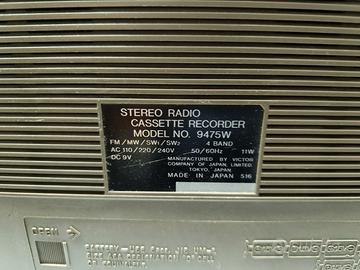 STEREO RADIO
CASSETTE RECORDER
MODEL NO. 9475W
FM/MW/SW1/SW2 4 BAND
AC 110/220/240V 50/60Hz 11W
DC 9V MANUFACTURED BY VICTOR
COMPANY OF JAPAN, LIMITED.
TOKYO, JAPAN.
MADE IN JAPAN 516
OPEN